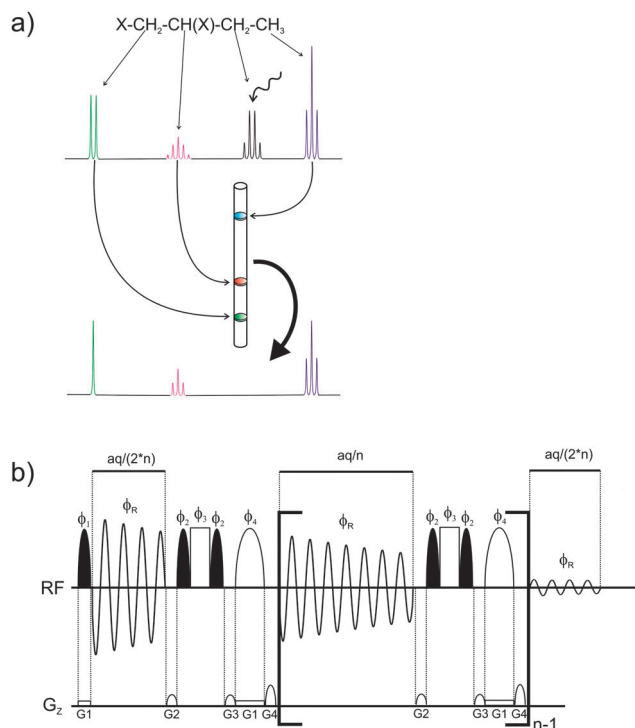 a)
X-CH₂-CH(X)-CH₂-CH₃
b)
aq/(2*n)
aq/n
aq/(2*n)
ϕ₁
ϕR
ϕ₂
ϕ₃
ϕ₂
ϕ₄
ϕR
ϕ₂
ϕ₃
ϕ₂
ϕ₄
ϕR
RF
Gz
G1
G2
G3
G1
G4
G2
G3
G1
G4
n-1